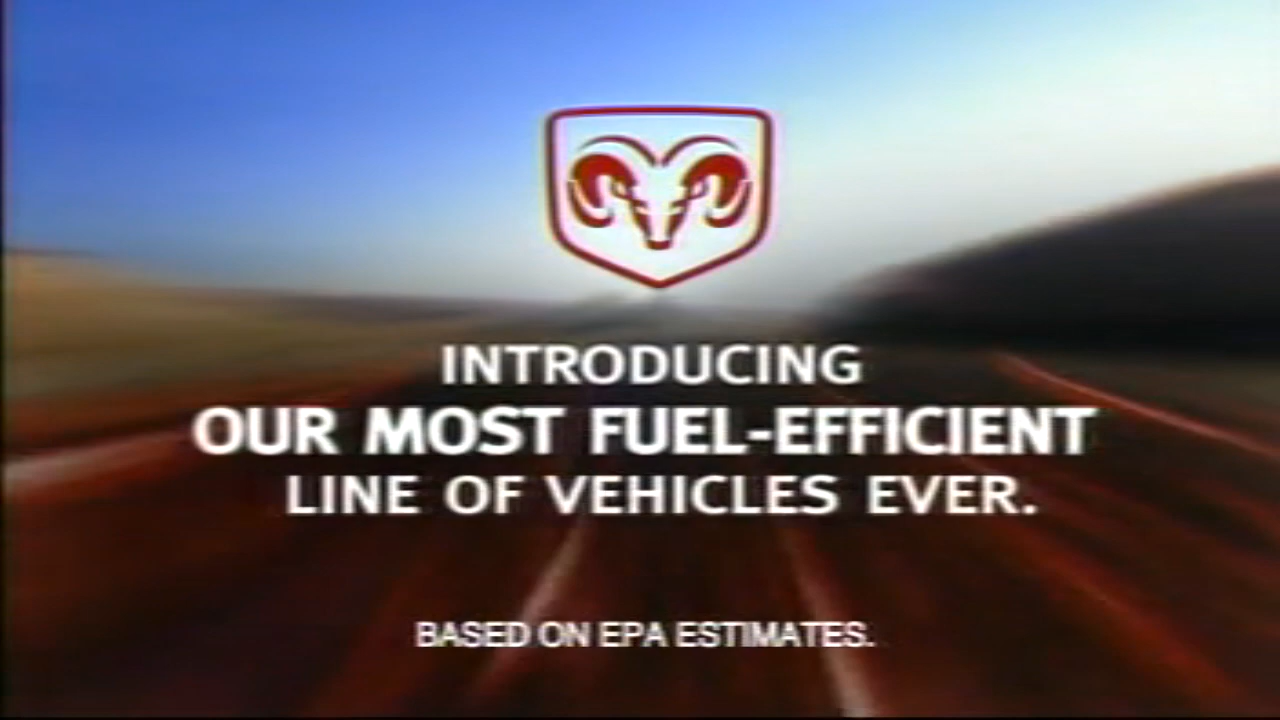 INTRODUCING
OUR MOST FUEL-EFFICIENT
LINE OF VEHICLES EVER.
BASED ON EPA ESTIMATES.